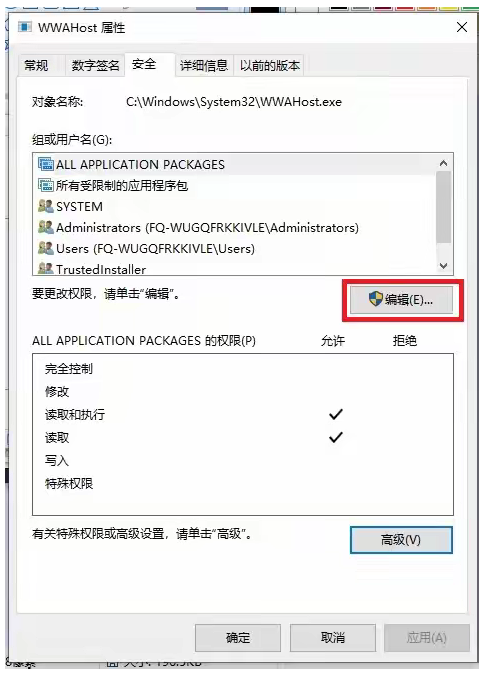 WWAHost 属性
常规 数字签名 安全 详细信息 以前的版本
对象名称: C:\Windows\System32\WWAHost.exe
组或用户名(G):
ALL APPLICATION PACKAGES
所有受限制的应用程序包
SYSTEM
Administrators (FQ-WUGQFRKKIVLE\Administrators)
Users (FQ-WUGQFRKKIVLE\Users)
TrustedInstaller
要更改权限，请单击“编辑”。
编辑(E)...
ALL APPLICATION PACKAGES 的权限(P) 允许 拒绝
完全控制
修改
读取和执行
读取
写入
特殊权限
有关特殊权限或高级设置，请单击“高级”。
高级(V)
确定 取消 应用(A)